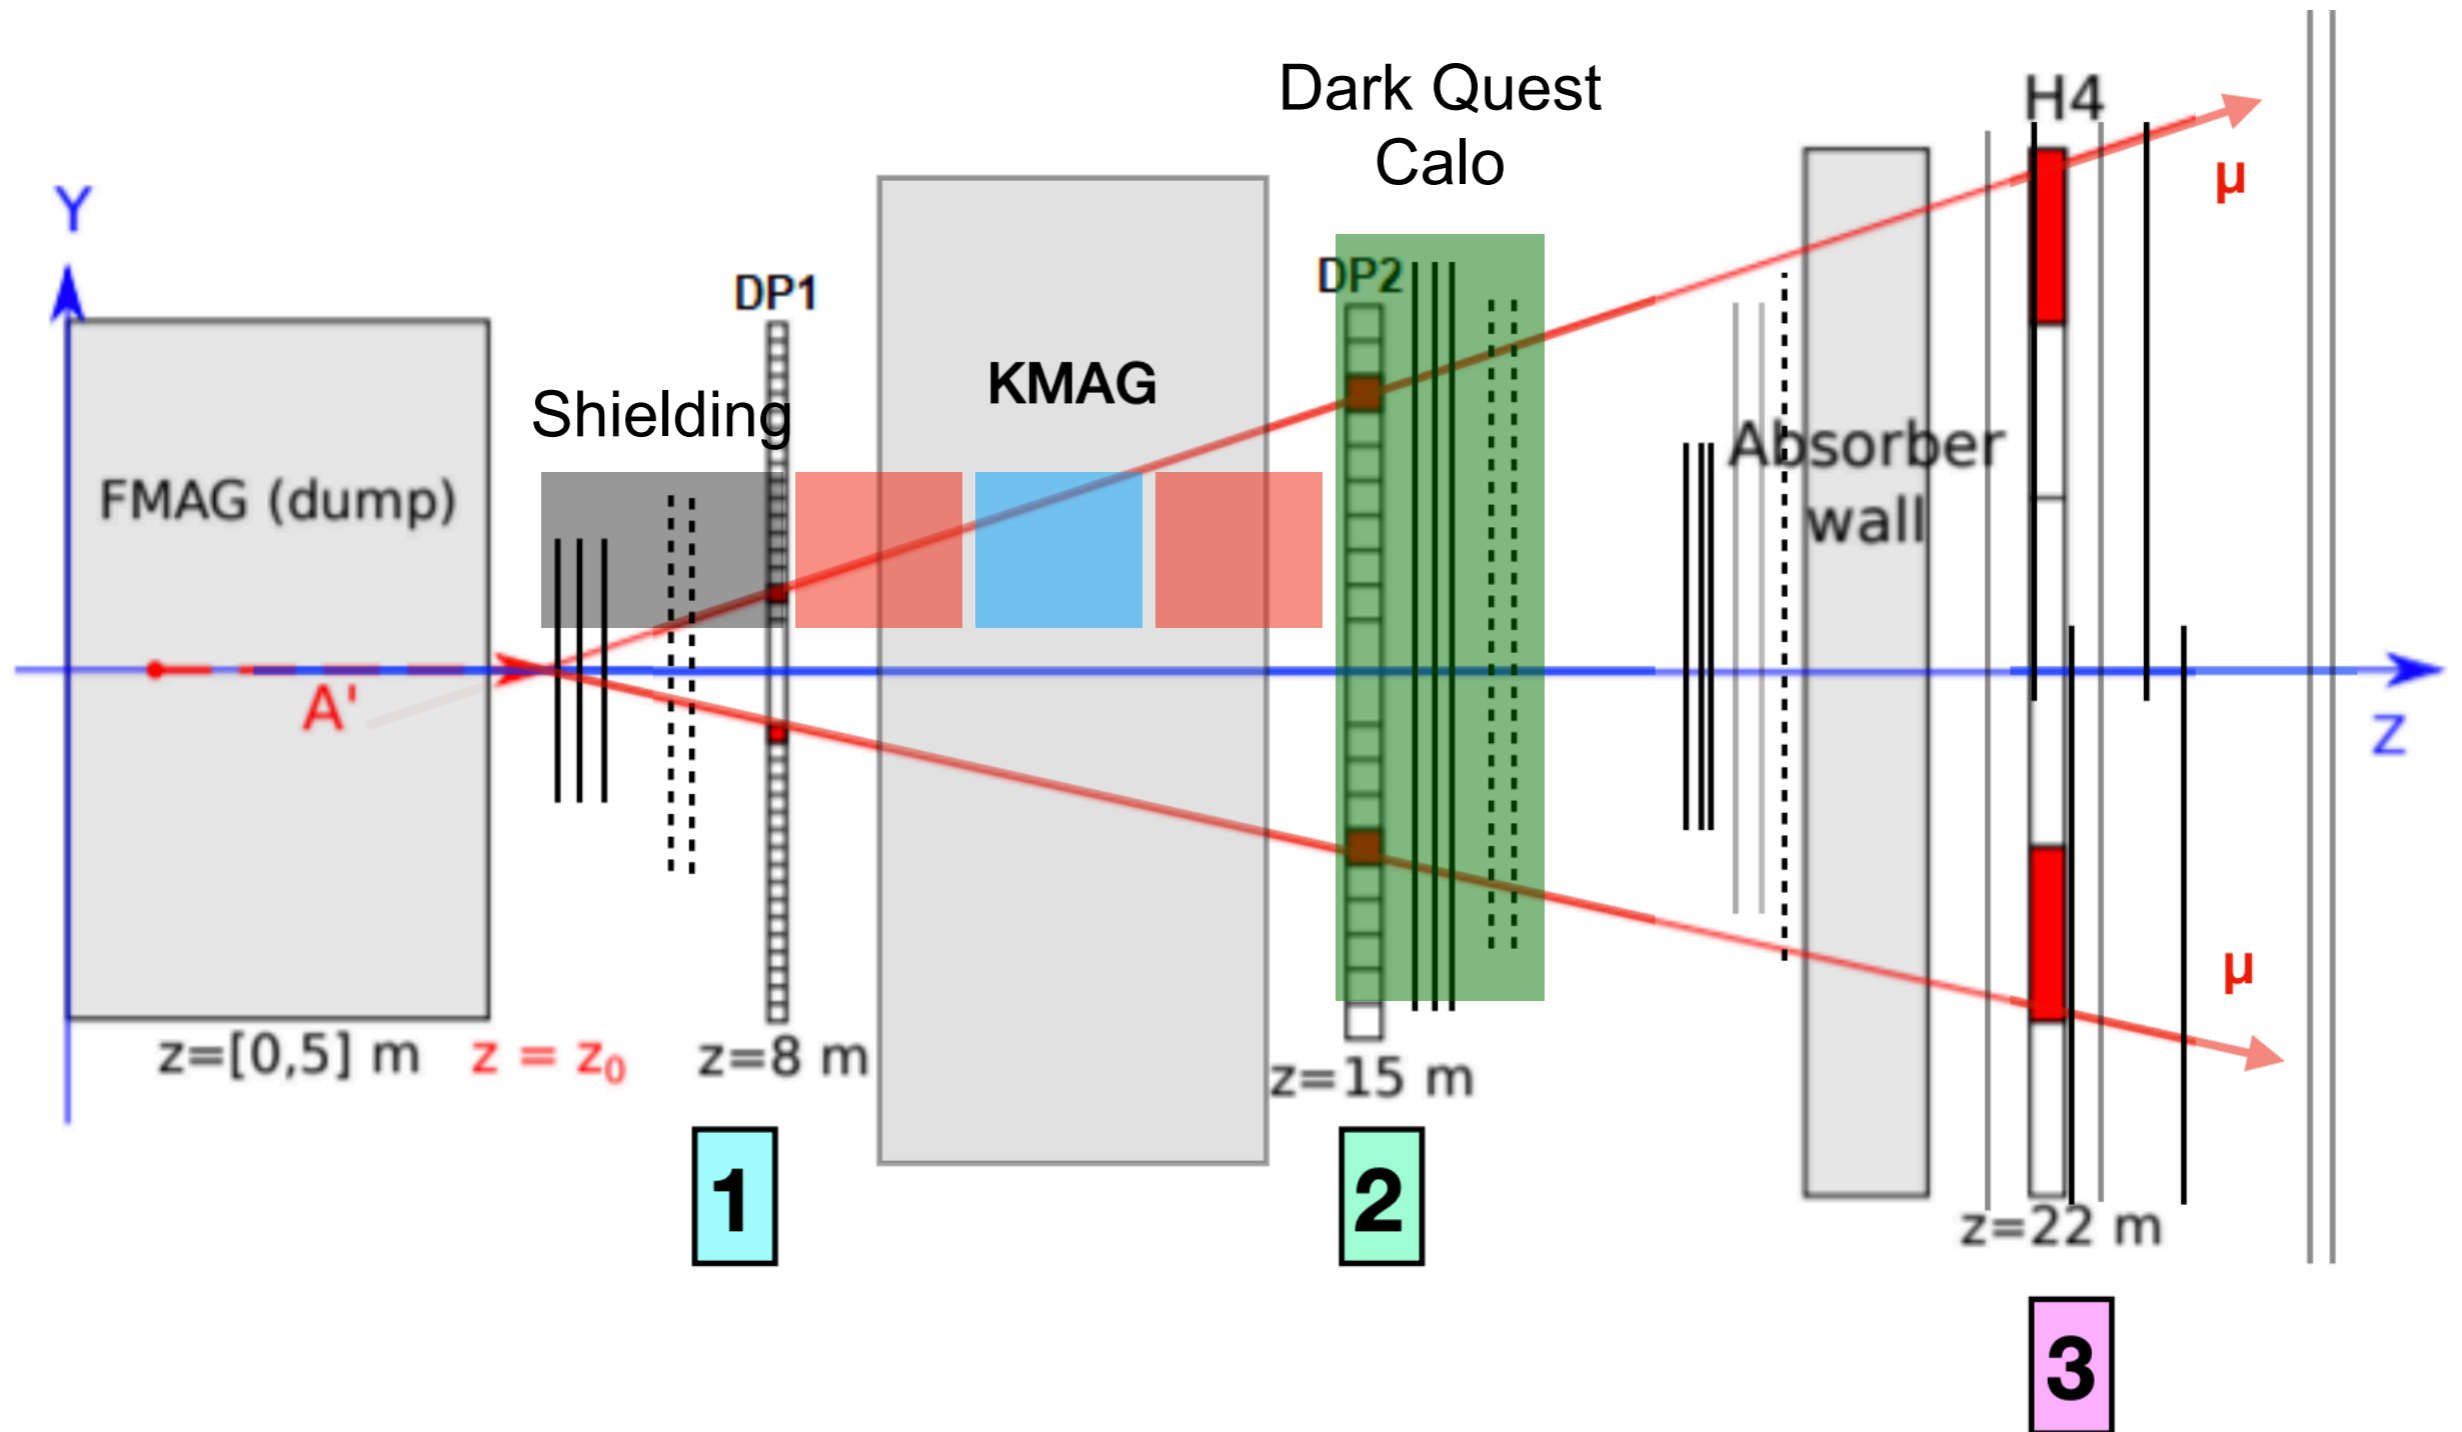 Dark Quest
Calo
H4
μ
Y
DP1
DP2
KMAG
Shielding
FMAG (dump)
Absorber
wall
A'
Z
μ
z=[0,5] m
z = z₀
z=8 m
z=15 m
z=22 m
1
2
3